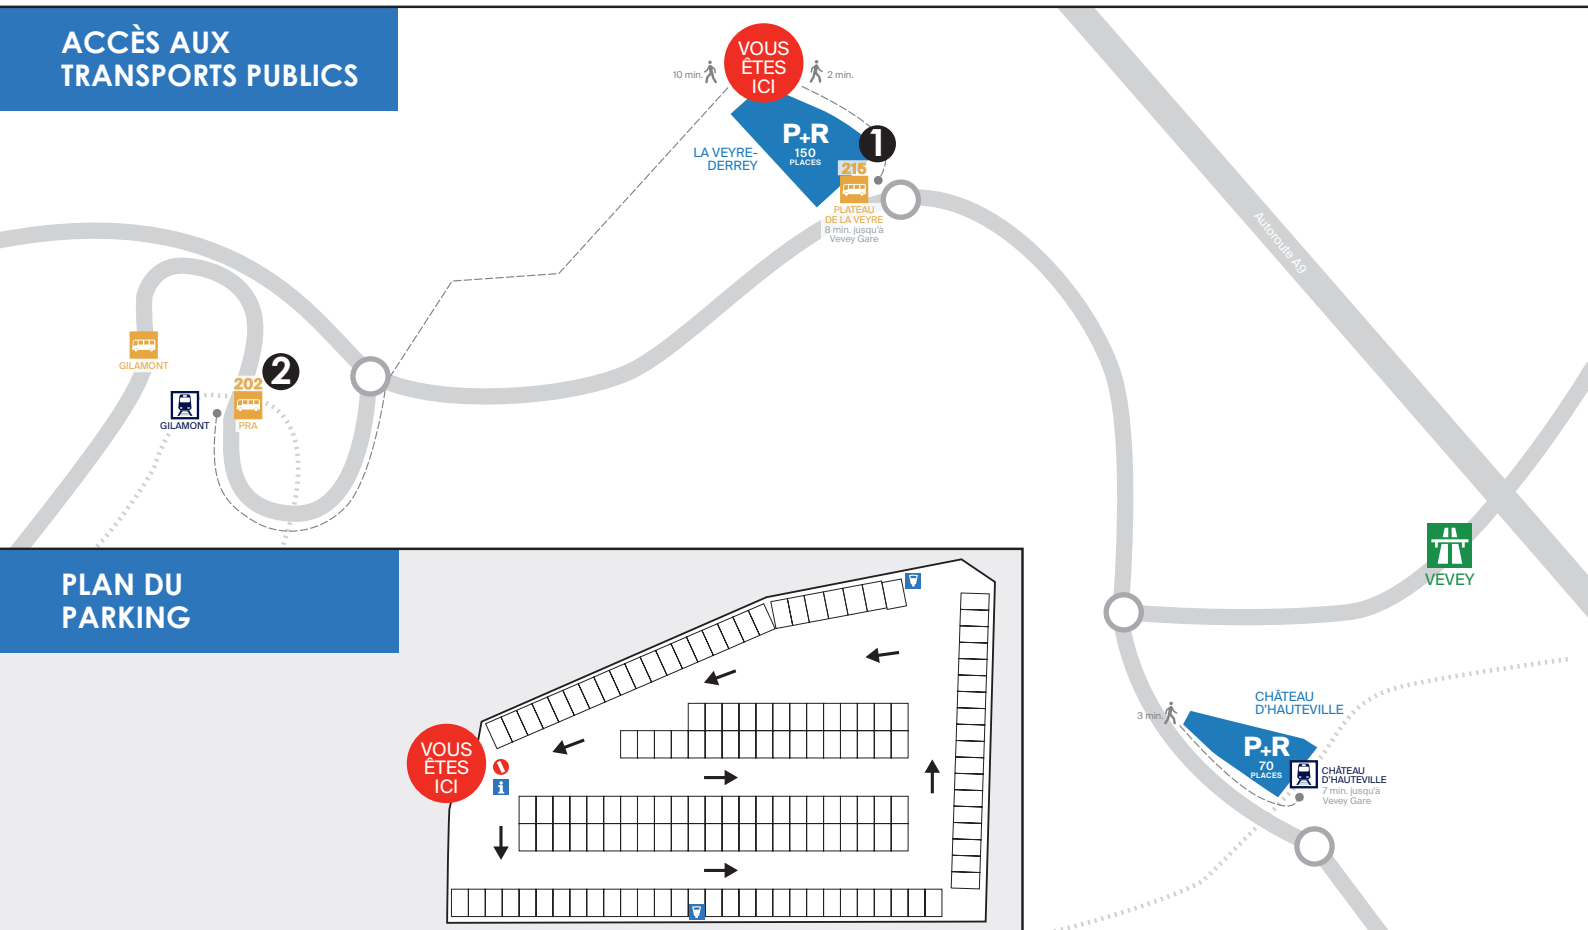 ACCÈS AUX
TRANSPORTS PUBLICS
10 min.
VOUS
ÊTES
ICI
2 min.
P+R
150
PLACES
LA VEYRE-
DERREY
1
215
PLATEAU
DE LA VEYRE
8 min. jusqu'à
Vevey Gare
Autoroute A9
GILAMONT
2
202
PRA
GILAMONT
VEVEY
PLAN DU
PARKING
VOUS
ÊTES
ICI
i
CHÂTEAU
D'HAUTEVILLE
3 min.
P+R
70
PLACES
CHÂTEAU
D'HAUTEVILLE
7 min. jusqu'à
Vevey Gare